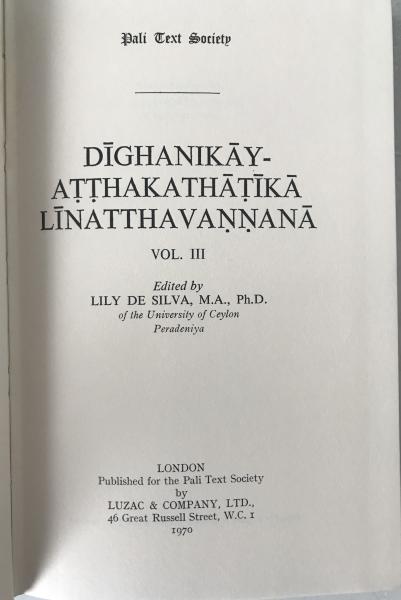 Pali Text Society
DĪGHANIKĀY-
AṬṬHAKATHĀṬĪKĀ
LĪNATTHAVAṆṆANĀ
VOL. III
Edited by
LILY DE SILVA, M.A., Ph.D.
of the University of Ceylon
Peradeniya
LONDON
Published for the Pali Text Society
by
LUZAC & COMPANY, LTD.,
46 Great Russell Street, W.C. 1
1970